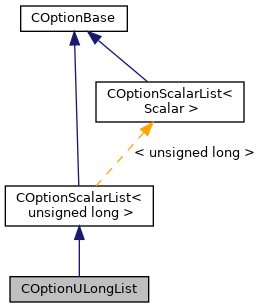 COptionBase
COptionScalarList<
Scalar >
< unsigned long >
COptionScalarList<
unsigned long >
COptionULongList